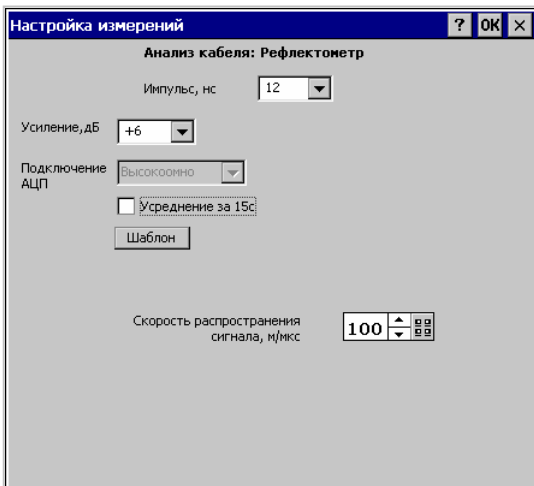 Настройка измерений ? OK ×
Анализ кабеля: Рефлектометр
Импульс, нс 12
Усиление,дБ +6
Подключение Высокоомно
АЦП
Усреднение за 15с
Шаблон
Скорость распространения
сигнала, м/мкс 100